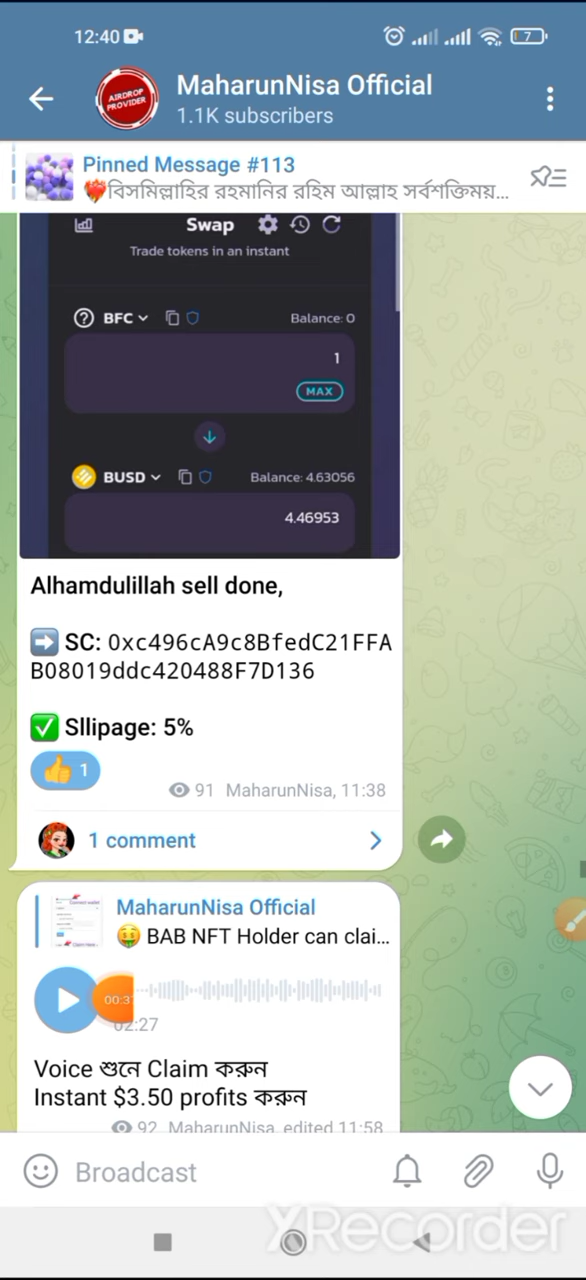 12:40
7
AIRDROP
PROVIDER
MaharunNisa Official
1.1K subscribers
Pinned Message #113
❤️‍🔥বিসমিল্লাহির রহমানির রহিম আল্লাহ সর্বশক্তিময়...
Swap
Trade tokens in an instant
BFC
Balance: 0
1
MAX
BUSD
Balance: 4.63056
4.46953
Alhamdulillah sell done,
➡️ SC: 0xc496cA9c8BfedC21FFA
B08019ddc420488F7D136
✅ Sllipage: 5%
👍 1
91 MaharunNisa, 11:38
1 comment
MaharunNisa Official
🤑 BAB NFT Holder can clai...
00:31
02:27
Voice শুনে Claim করুন
Instant $3.50 profits করুন
92 MaharunNisa, edited 11:58
Broadcast
XRecorder